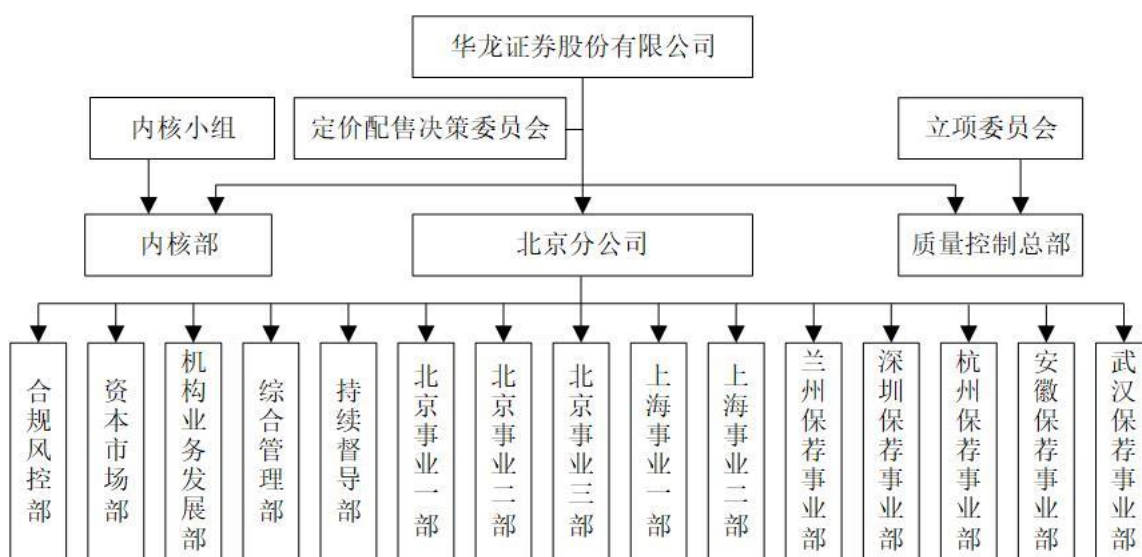 华龙证券股份有限公司
内核小组
定价配售决策委员会
立项委员会
内核部
北京分公司
质量控制总部
合规风控部
资本市场部
机构业务发展部
综合管理部
持续督导部
北京事业一部
北京事业二部
北京事业三部
上海事业一部
上海事业二部
兰州保荐事业部
深圳保荐事业部
杭州保荐事业部
安徽保荐事业部
武汉保荐事业部